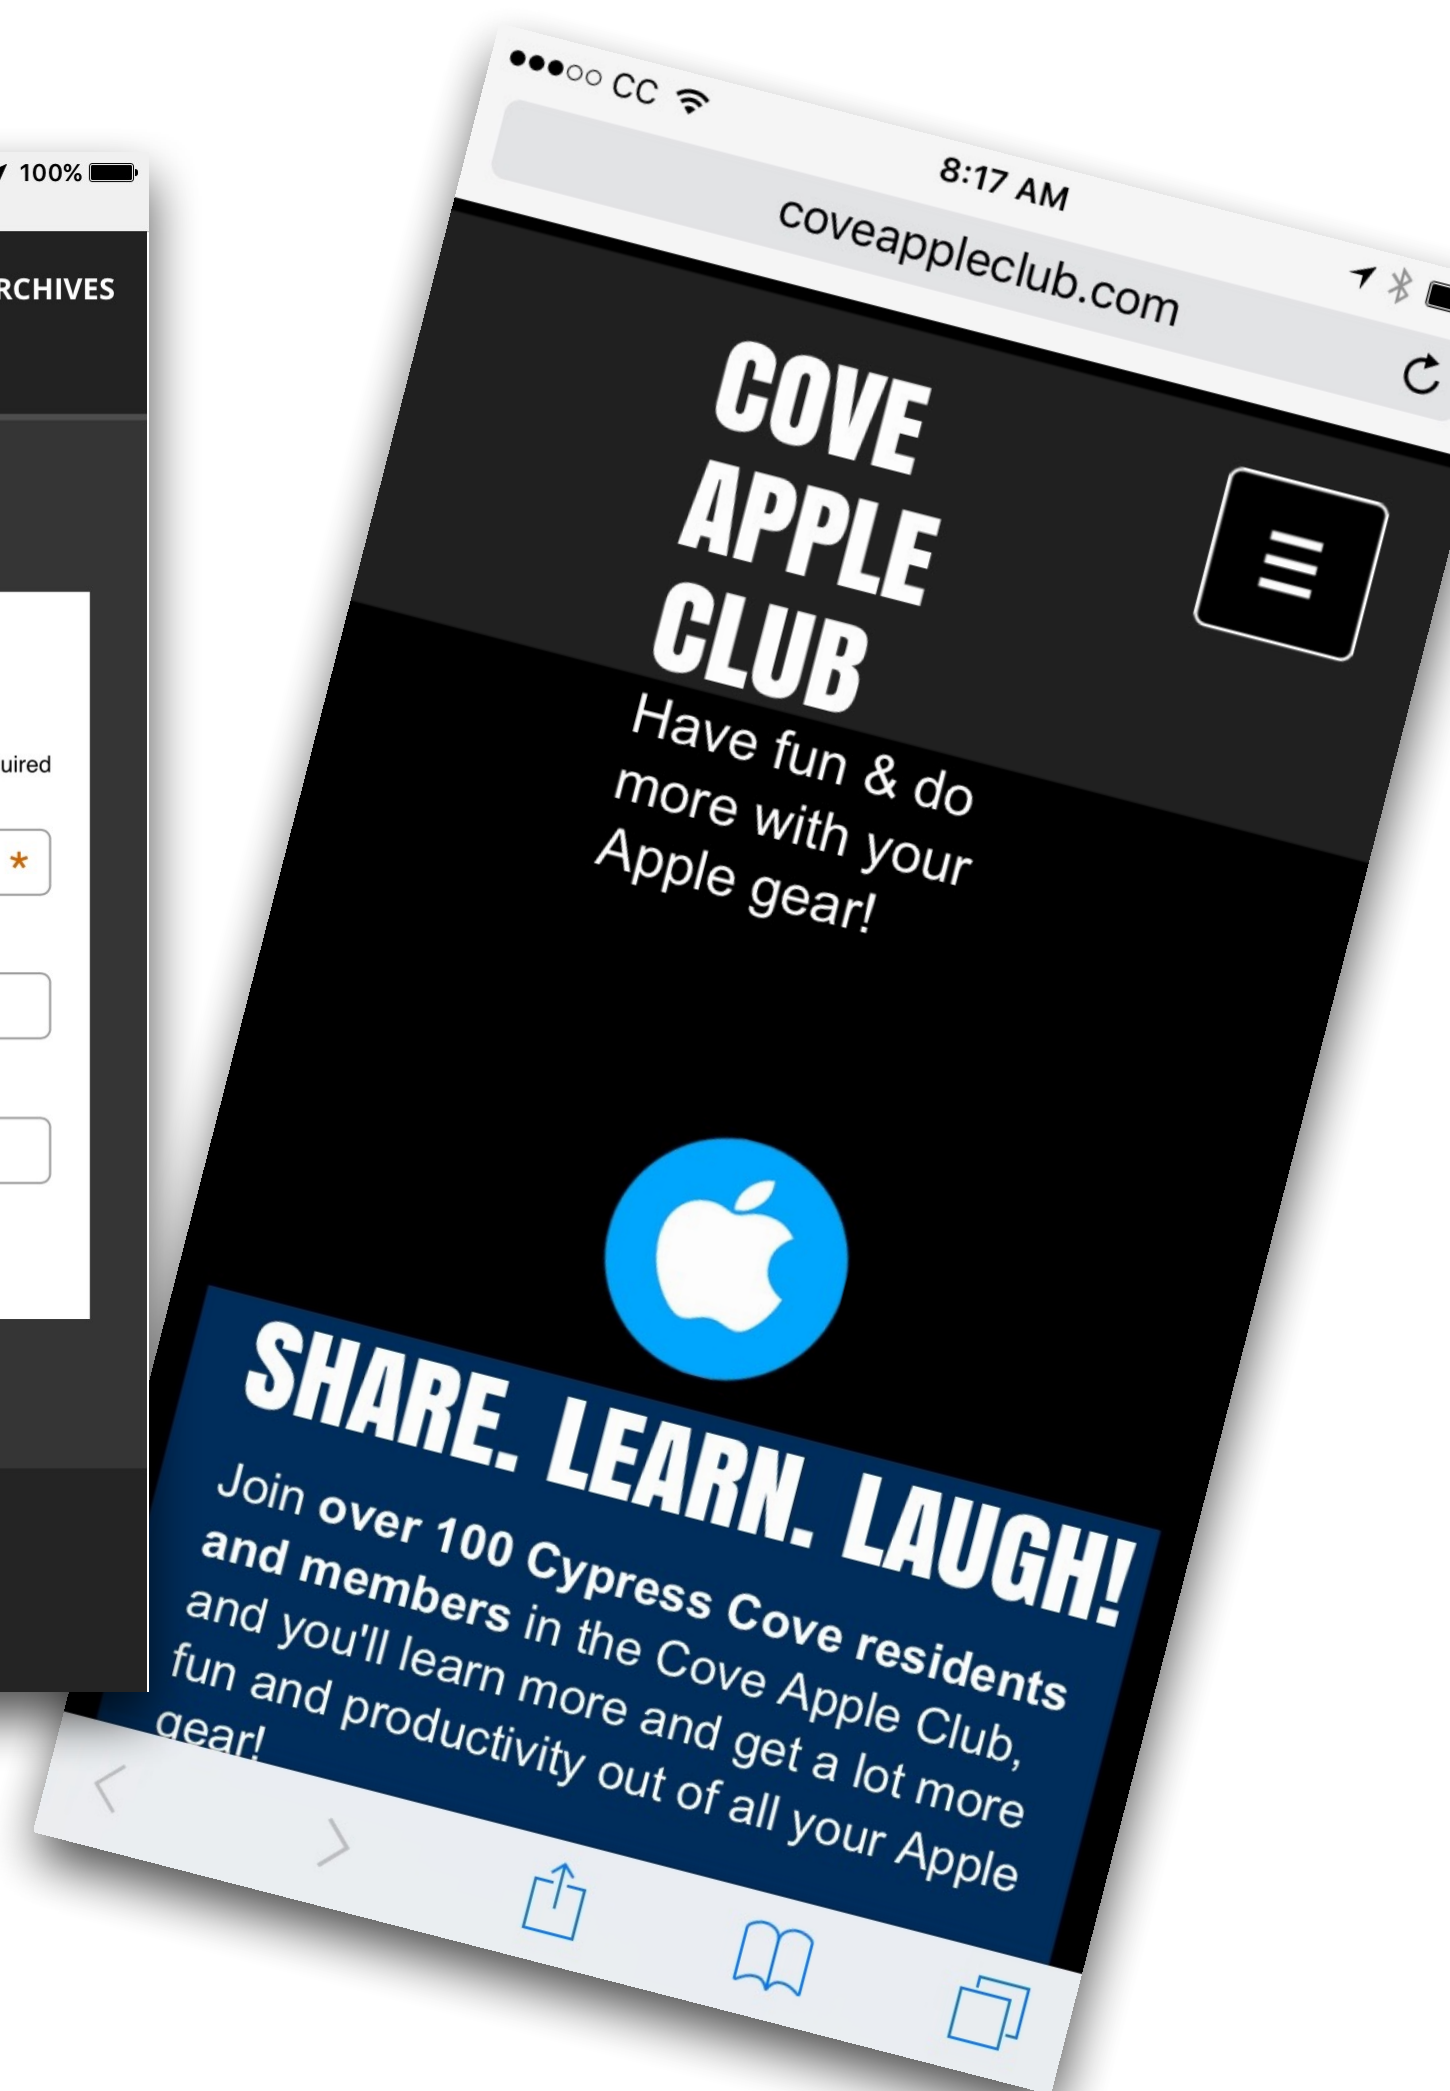 100%
RCHIVES
uired
*
CC
8:17 AM
coveappleclub.com
COVE
APPLE
CLUB
Have fun & do
more with your
Apple gear!
SHARE. LEARN. LAUGH!
Join over 100 Cypress Cove residents
and members in the Cove Apple Club,
and you'll learn more and get a lot more
fun and productivity out of all your Apple
gear!